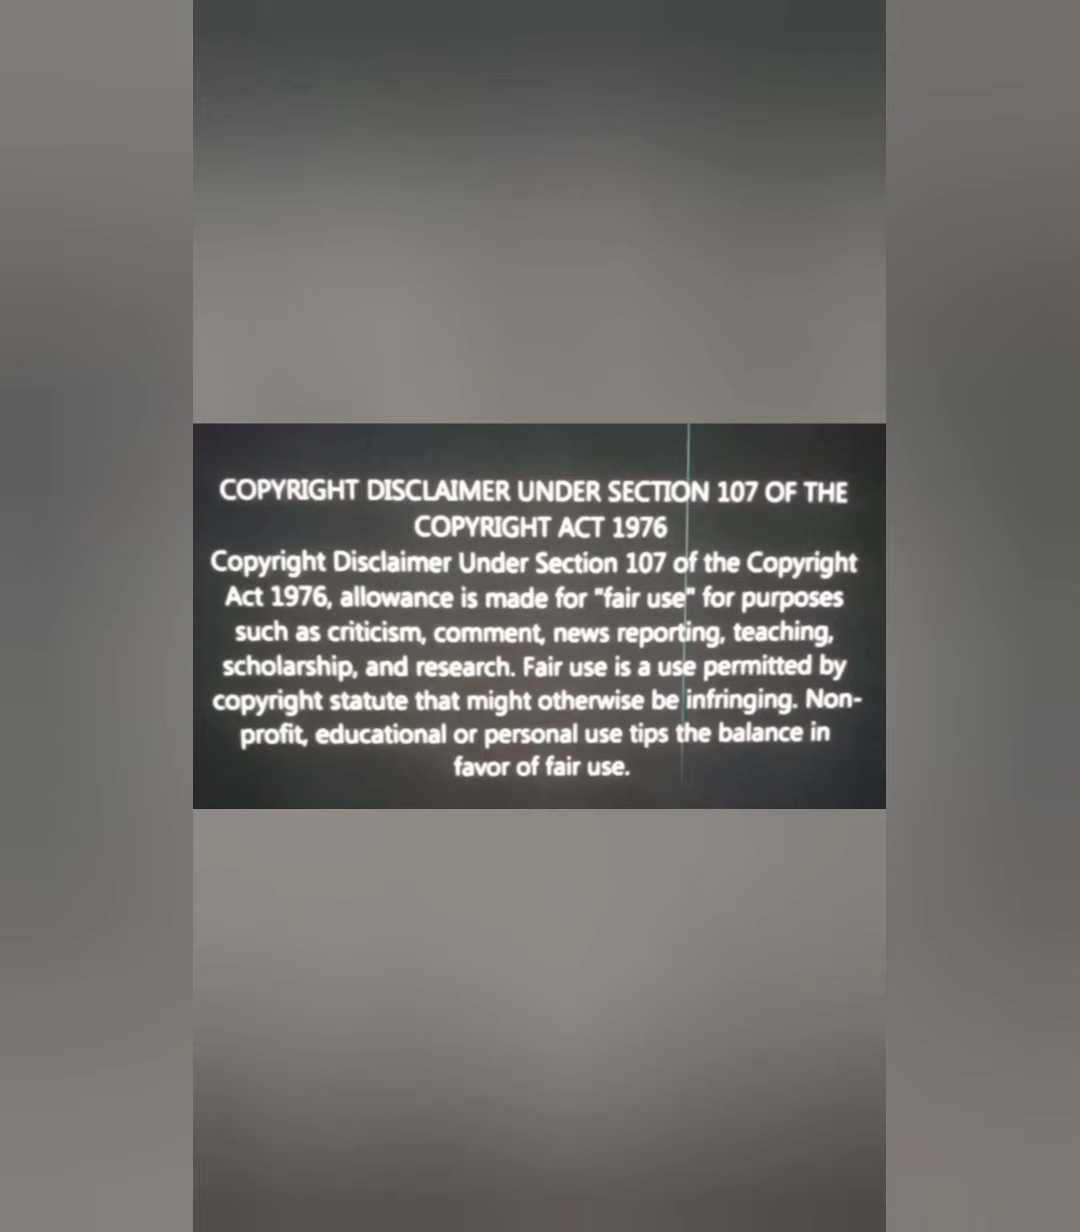 COPYRIGHT DISCLAIMER UNDER SECTION 107 OF THE
COPYRIGHT ACT 1976
Copyright Disclaimer Under Section 107 of the Copyright
Act 1976, allowance is made for "fair use" for purposes
such as criticism, comment, news reporting, teaching,
scholarship, and research. Fair use is a use permitted by
copyright statute that might otherwise be infringing. Non-
profit, educational or personal use tips the balance in
favor of fair use.